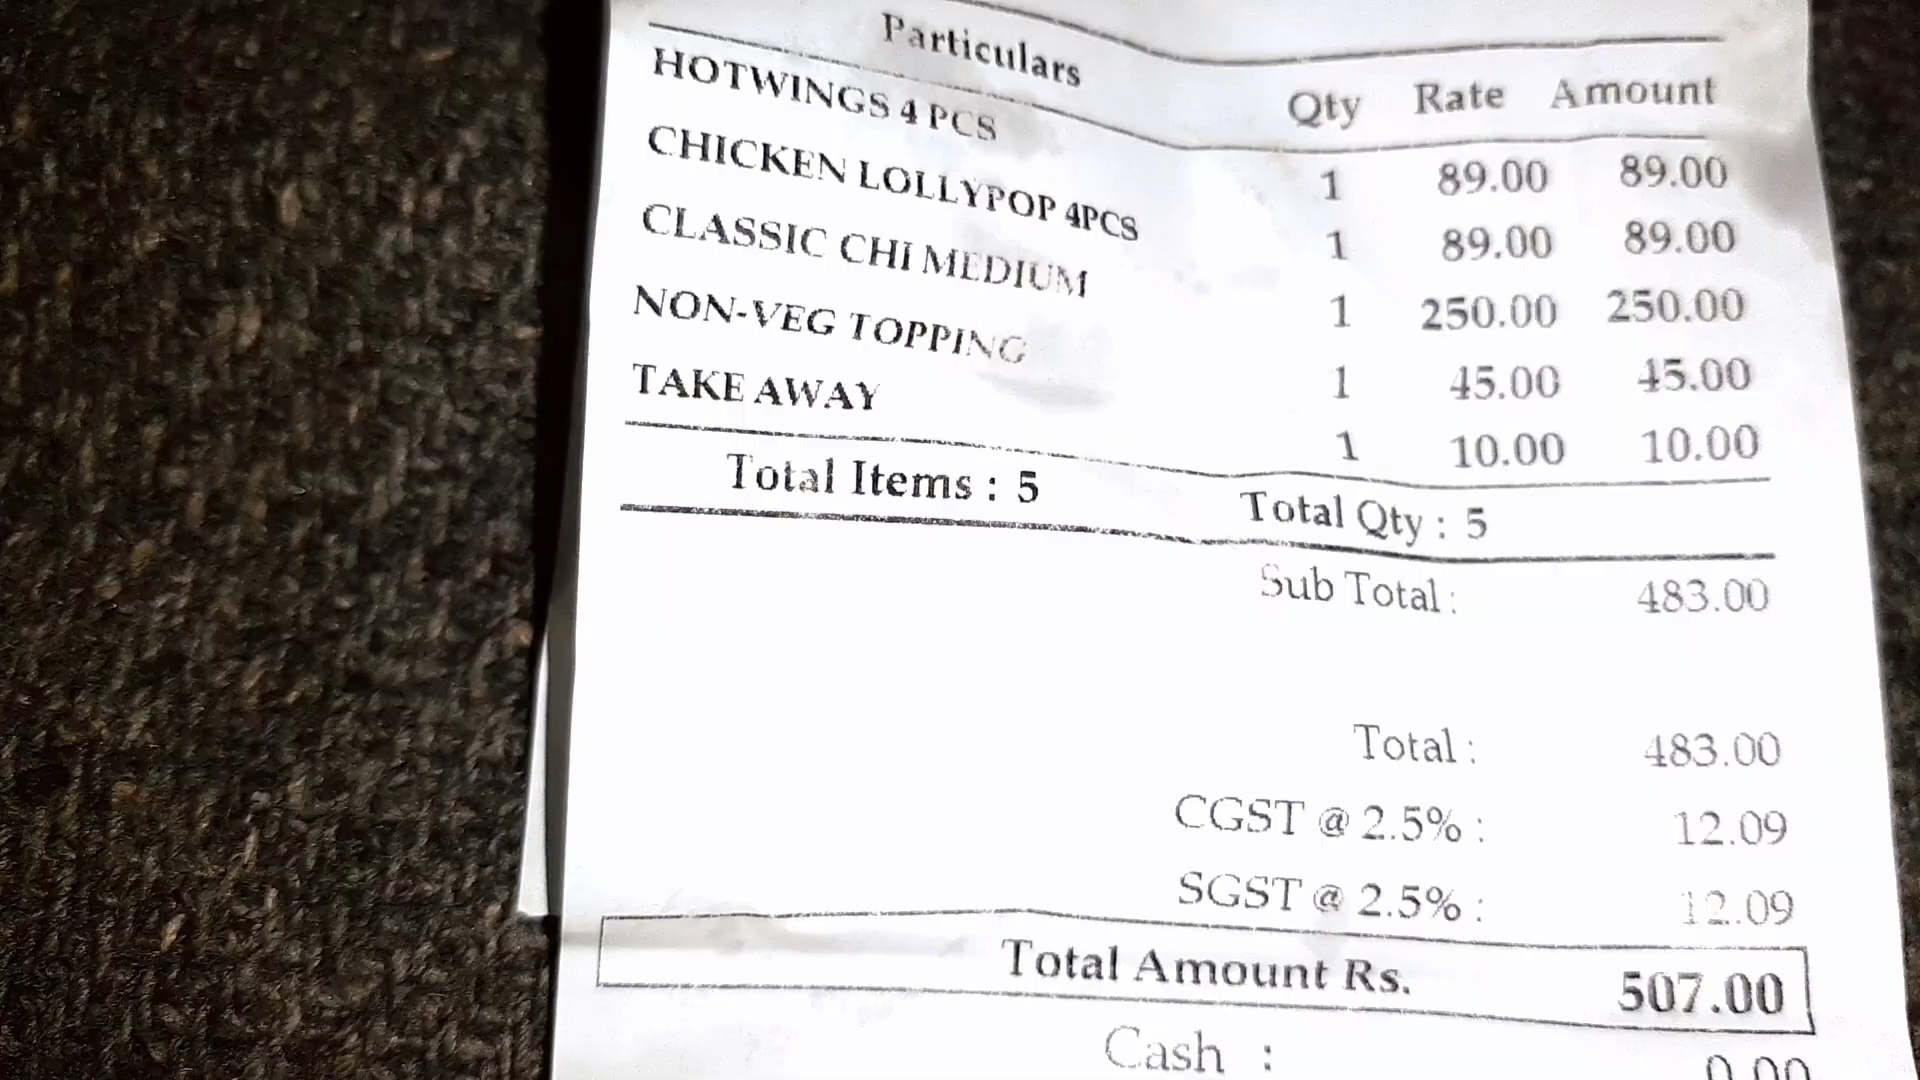 Particulars Qty Rate Amount
HOTWINGS 4 PCS 1 89.00 89.00
CHICKEN LOLLYPOP 4PCS 1 89.00 89.00
CLASSIC CHI MEDIUM 1 250.00 250.00
NON-VEG TOPPING 1 45.00 45.00
TAKE AWAY 1 10.00 10.00
Total Items : 5 Total Qty : 5
Sub Total : 483.00
Total : 483.00
CGST @ 2.5% : 12.09
SGST @ 2.5% : 12.09
Total Amount Rs. 507.00
Cash : 0.00